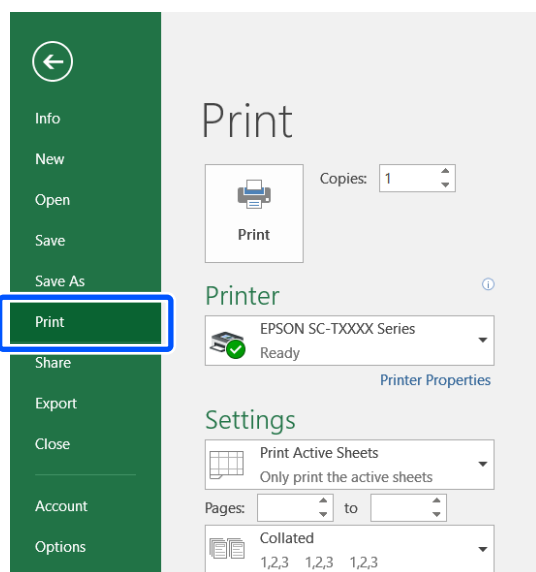 Info
New
Open
Save
Save As
Print
Share
Export
Close
Account
Options
Print
Print
Copies: 1
Printer
EPSON SC-TXXXX Series
Ready
Printer Properties
Settings
Print Active Sheets
Only print the active sheets
Pages: to
Collated
1,2,3 1,2,3 1,2,3